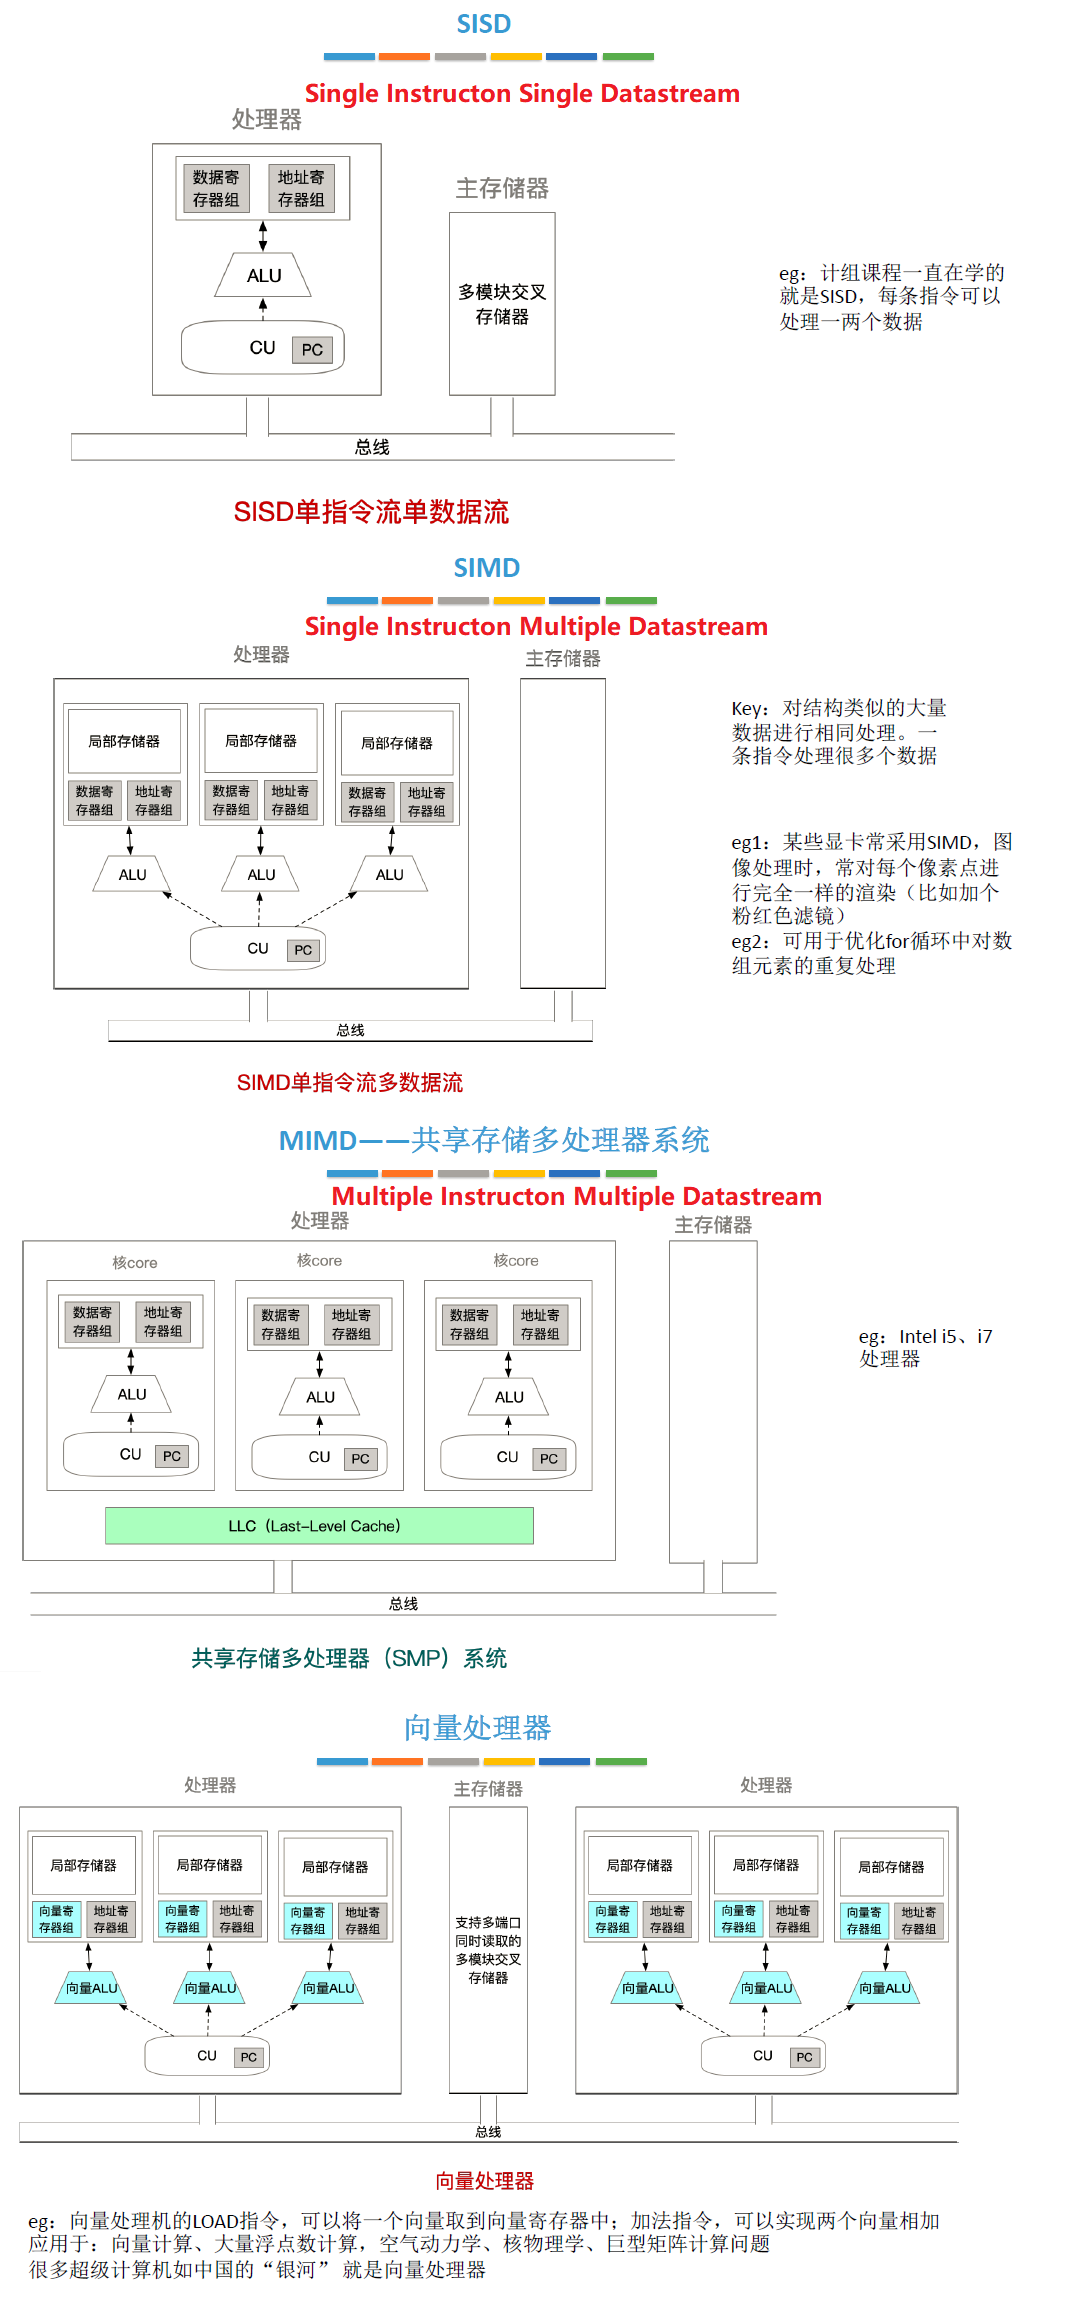 SISD
Single Instructon Single Datastream
处理器
数据寄
存器组
地址寄
存器组
ALU
CU
PC
主存储器
多模块交叉
存储器
总线
eg：计组课程一直在学的
就是SISD，每条指令可以
处理一两个数据
SISD单指令流单数据流
SIMD
Single Instructon Multiple Datastream
处理器
主存储器
局部存储器
局部存储器
局部存储器
数据寄
存器组
地址寄
存器组
数据寄
存器组
地址寄
存器组
数据寄
存器组
地址寄
存器组
ALU
ALU
ALU
CU
PC
总线
Key：对结构类似的大量
数据进行相同处理。一
条指令处理很多个数据
eg1：某些显卡常采用SIMD，图
像处理时，常对每个像素点进
行完全一样的渲染（比如加个
粉红色滤镜）
eg2：可用于优化for循环中对数
组元素的重复处理
SIMD单指令流多数据流
MIMD——共享存储多处理器系统
Multiple Instructon Multiple Datastream
处理器
主存储器
核core
核core
核core
数据寄
存器组
地址寄
存器组
数据寄
存器组
地址寄
存器组
数据寄
存器组
地址寄
存器组
ALU
ALU
ALU
CU
PC
CU
PC
CU
PC
LLC（Last-Level Cache）
总线
eg：Intel i5、i7
处理器
共享存储多处理器（SMP）系统
向量处理器
处理器
主存储器
处理器
局部存储器
局部存储器
局部存储器
向量寄
存器组
地址寄
存器组
向量寄
存器组
地址寄
存器组
向量寄
存器组
地址寄
存器组
向量ALU
向量ALU
向量ALU
CU
PC
支持多端口
同时读取的
多模块交叉
存储器
局部存储器
局部存储器
局部存储器
向量寄
存器组
地址寄
存器组
向量寄
存器组
地址寄
存器组
向量寄
存器组
地址寄
存器组
向量ALU
向量ALU
向量ALU
CU
PC
总线
向量处理器
eg：向量处理机的LOAD指令，可以将一个向量取到向量寄存器中；加法指令，可以实现两个向量相加
应用于：向量计算、大量浮点数计算，空气动力学、核物理学、巨型矩阵计算问题
很多超级计算机如中国的“银河” 就是向量处理器